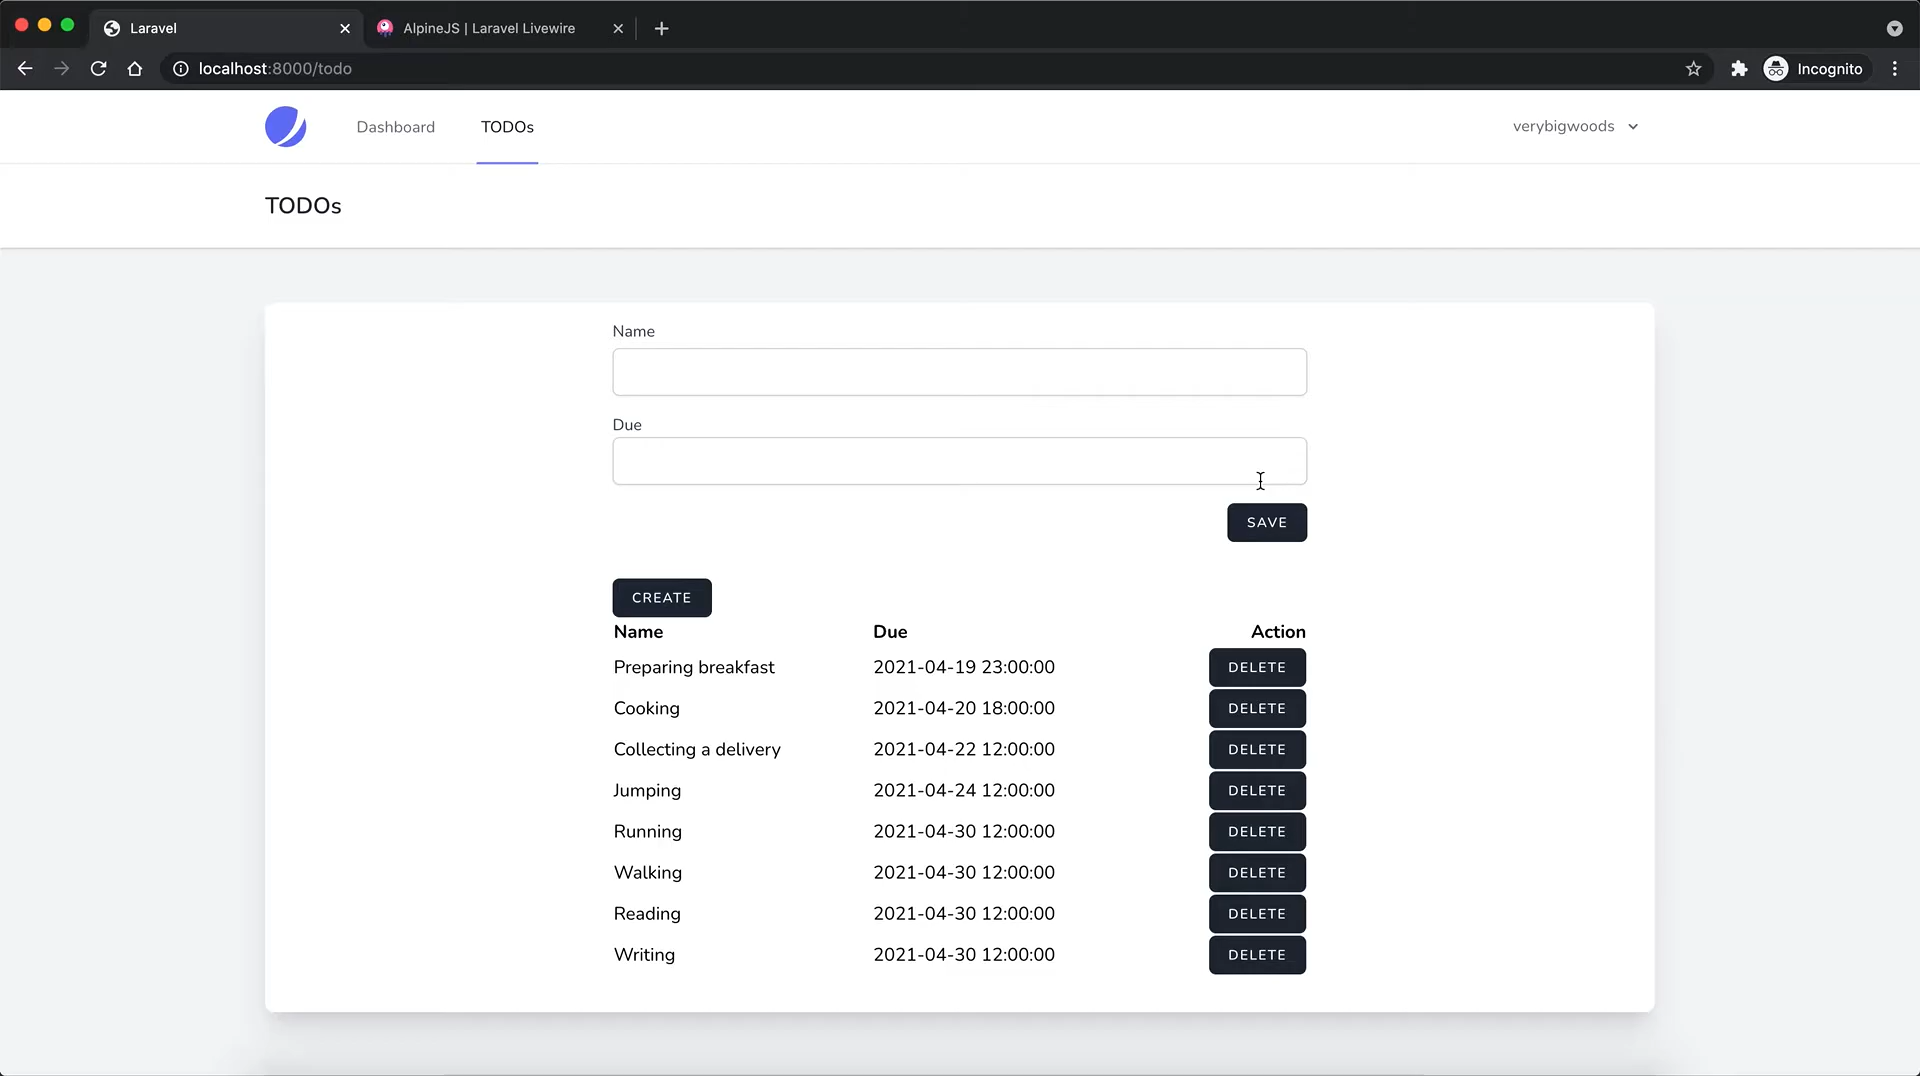 Laravel
AlpineJS | Laravel Livewire
localhost:8000/todo
Incognito
Dashboard
TODOs
verybigwoods
TODOs
Name
Due
SAVE
CREATE
Name Due Action
Preparing breakfast 2021-04-19 23:00:00 DELETE
Cooking 2021-04-20 18:00:00 DELETE
Collecting a delivery 2021-04-22 12:00:00 DELETE
Jumping 2021-04-24 12:00:00 DELETE
Running 2021-04-30 12:00:00 DELETE
Walking 2021-04-30 12:00:00 DELETE
Reading 2021-04-30 12:00:00 DELETE
Writing 2021-04-30 12:00:00 DELETE